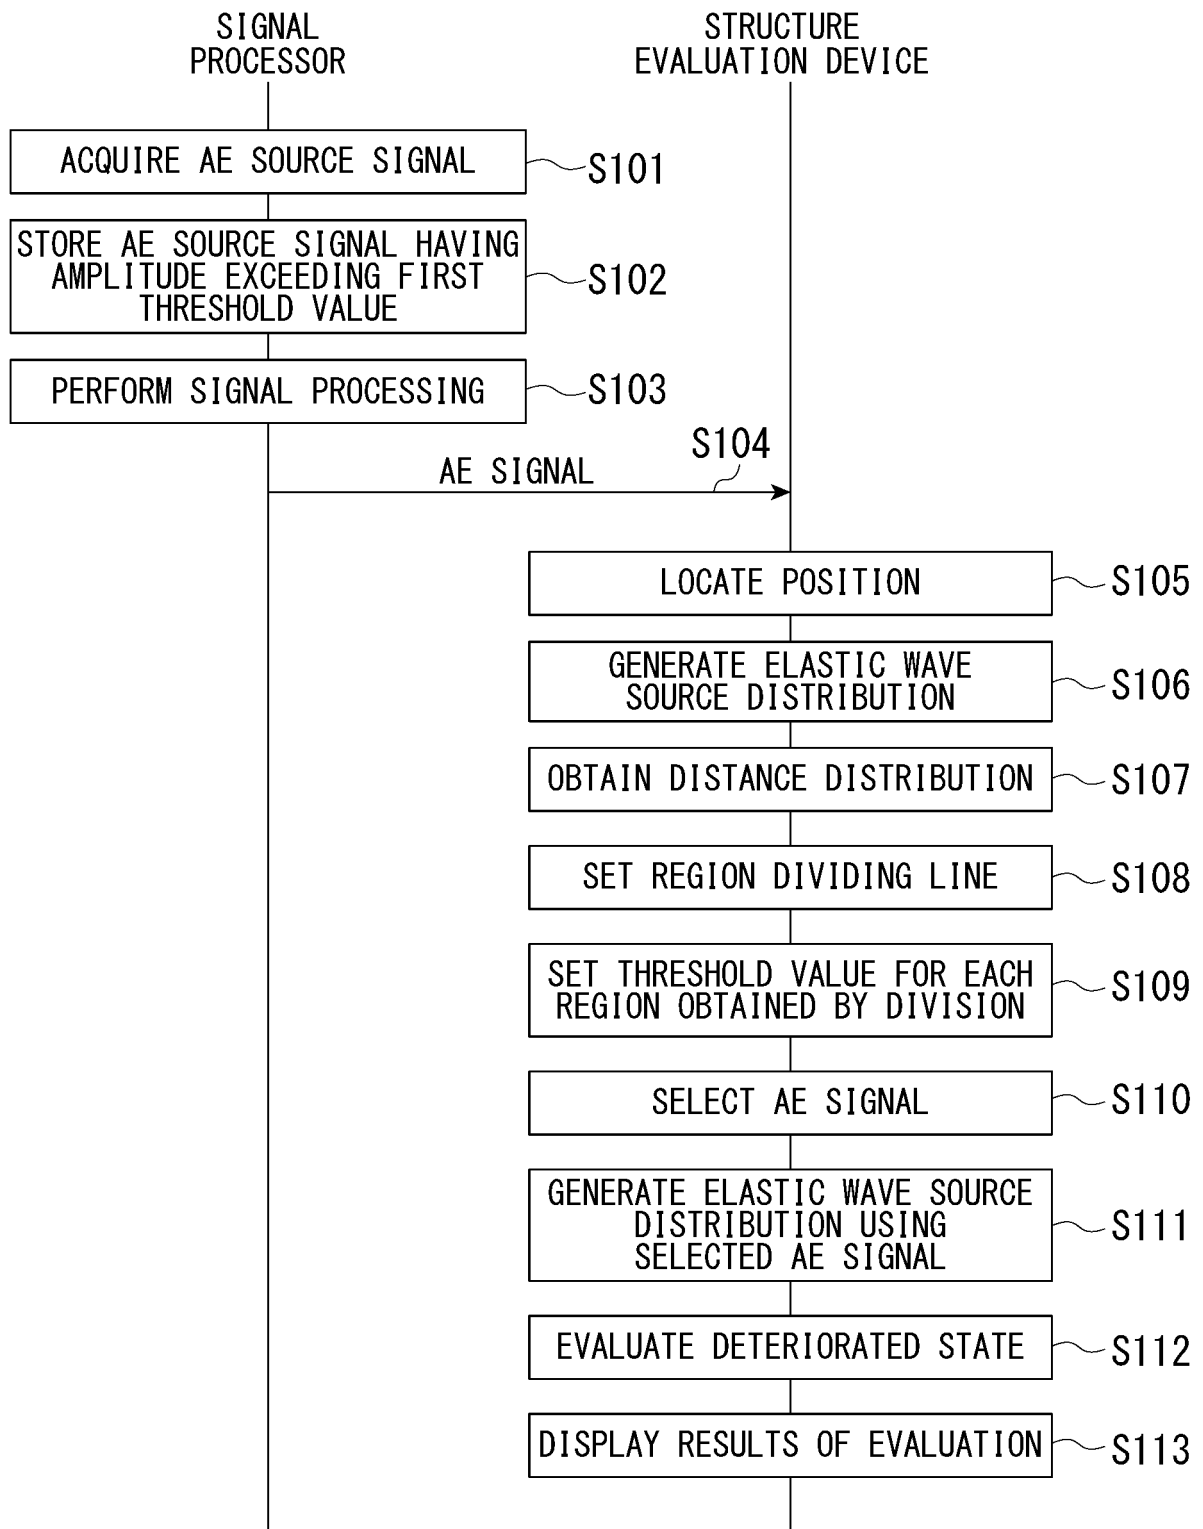 SIGNAL
PROCESSOR
STRUCTURE
EVALUATION DEVICE
ACQUIRE AE SOURCE SIGNAL
S101
STORE AE SOURCE SIGNAL HAVING
AMPLITUDE EXCEEDING FIRST
THRESHOLD VALUE
S102
PERFORM SIGNAL PROCESSING
S103
S104
AE SIGNAL
LOCATE POSITION
S105
GENERATE ELASTIC WAVE
SOURCE DISTRIBUTION
S106
OBTAIN DISTANCE DISTRIBUTION
S107
SET REGION DIVIDING LINE
S108
SET THRESHOLD VALUE FOR EACH
REGION OBTAINED BY DIVISION
S109
SELECT AE SIGNAL
S110
GENERATE ELASTIC WAVE SOURCE
DISTRIBUTION USING
SELECTED AE SIGNAL
S111
EVALUATE DETERIORATED STATE
S112
DISPLAY RESULTS OF EVALUATION
S113